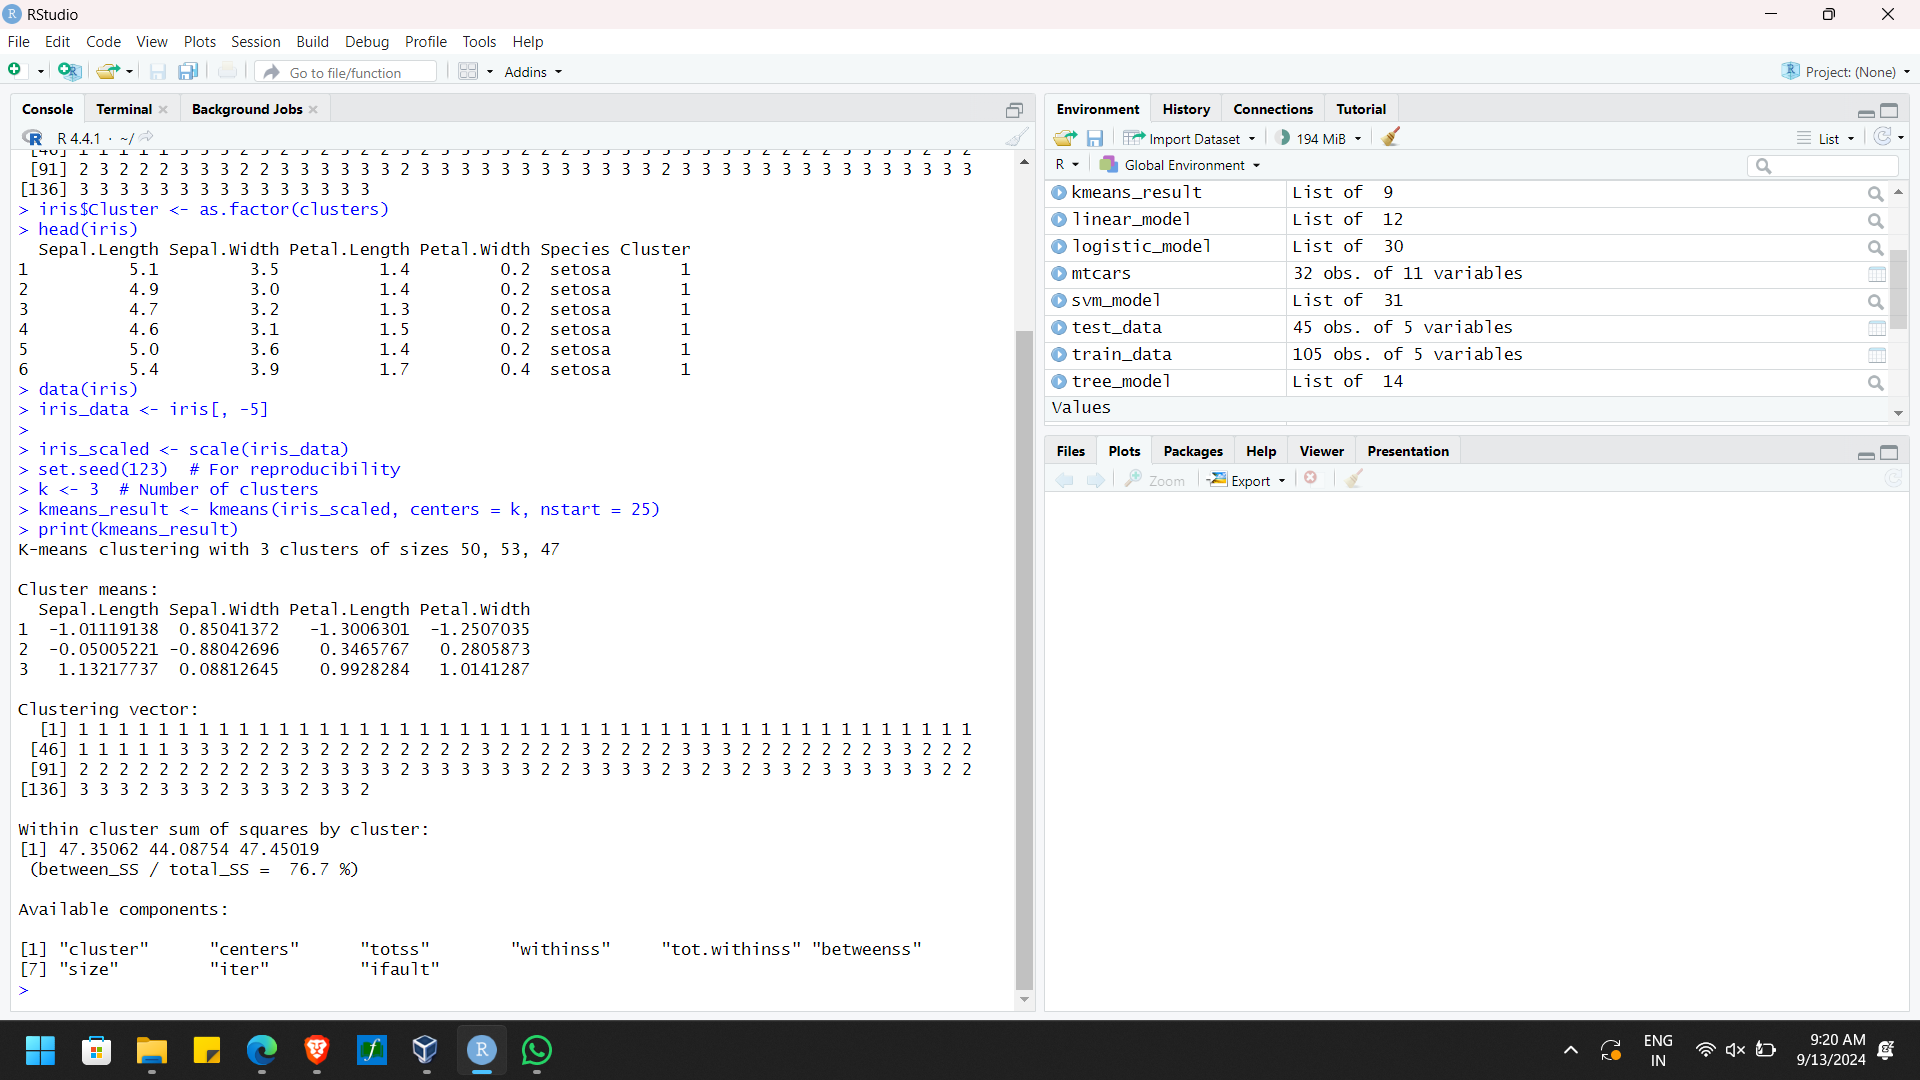 RStudio
File Edit Code View Plots Session Build Debug Profile Tools Help
Go to file/function Addins Project: (None)
Console Terminal Background Jobs
R 4.4.1 · ~/
[91] 2 3 2 2 2 3 3 3 2 2 3 3 3 3 3 3 2 3 3 3 3 3 3 3 3 3 3 3 3 2 3 3 3 3 3 3 3 3 3 3 3 3 3 3 3
[136] 3 3 3 3 3 3 3 3 3 3 3 3 3 3 3
> iris$Cluster <- as.factor(clusters)
> head(iris)
Sepal.Length Sepal.Width Petal.Length Petal.Width Species Cluster
1 5.1 3.5 1.4 0.2 setosa 1
2 4.9 3.0 1.4 0.2 setosa 1
3 4.7 3.2 1.3 0.2 setosa 1
4 4.6 3.1 1.5 0.2 setosa 1
5 5.0 3.6 1.4 0.2 setosa 1
6 5.4 3.9 1.7 0.4 setosa 1
> data(iris)
> iris_data <- iris[, -5]
>
> iris_scaled <- scale(iris_data)
> set.seed(123) # For reproducibility
> k <- 3 # Number of clusters
> kmeans_result <- kmeans(iris_scaled, centers = k, nstart = 25)
> print(kmeans_result)
K-means clustering with 3 clusters of sizes 50, 53, 47
Cluster means:
Sepal.Length Sepal.Width Petal.Length Petal.Width
1 -1.01119138 0.85041372 -1.3006301 -1.2507035
2 -0.05005221 -0.88042696 0.3465767 0.2805873
3 1.13217737 0.08812645 0.9928284 1.0141287
Clustering vector:
[1] 1 1 1 1 1 1 1 1 1 1 1 1 1 1 1 1 1 1 1 1 1 1 1 1 1 1 1 1 1 1 1 1 1 1 1 1 1 1 1 1 1 1 1 1 1
[46] 1 1 1 1 1 3 3 3 2 2 2 3 2 2 2 2 2 2 2 2 3 2 2 2 2 3 2 2 2 2 3 3 3 2 2 2 2 2 2 2 3 3 2 2 2
[91] 2 2 2 2 2 2 2 2 2 2 3 2 3 3 3 3 2 3 3 3 3 3 3 2 2 3 3 3 3 2 3 2 3 2 3 3 2 3 3 3 3 3 3 2 2
[136] 3 3 3 2 3 3 3 2 3 3 3 2 3 3 2
Within cluster sum of squares by cluster:
[1] 47.35062 44.08754 47.45019
(between_SS / total_SS = 76.7 %)
Available components:
[1] "cluster" "centers" "totss" "withinss" "tot.withinss" "betweenss"
[7] "size" "iter" "ifault"
>
Environment History Connections Tutorial
Import Dataset 194 MiB List
R Global Environment
kmeans_result List of 9
linear_model List of 12
logistic_model List of 30
mtcars 32 obs. of 11 variables
svm_model List of 31
test_data 45 obs. of 5 variables
train_data 105 obs. of 5 variables
tree_model List of 14
Values
Files Plots Packages Help Viewer Presentation
Zoom Export
ENG
IN
9:20 AM
9/13/2024